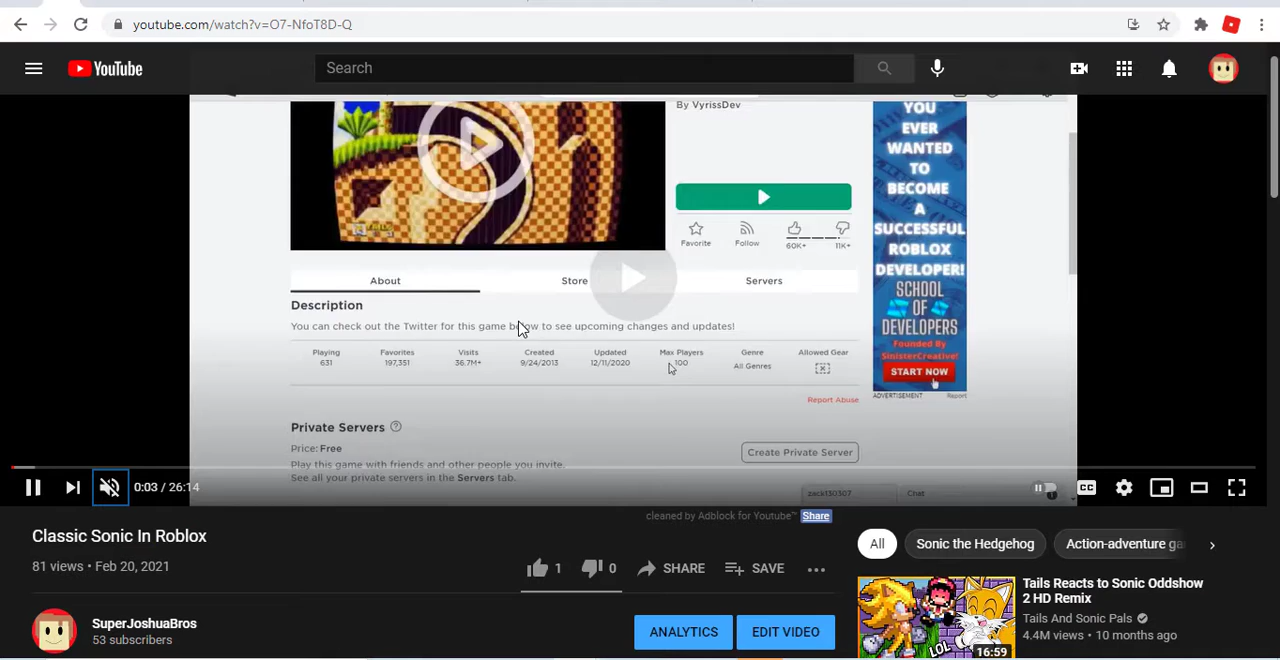 youtube.com/watch?v=O7-NfoT8D-Q
YouTube
Search
By VyrissDev
Favorite
Follow
60K+
11K+
YOU
EVER
WANTED
TO
BECOME
A
SUCCESSFUL
ROBLOX
DEVELOPER!
SCHOOL
OF
DEVELOPERS
Founded By
SinisterCreative!
START NOW
ADVERTISEMENT Report
About Store Servers
Description
You can check out the Twitter for this game below to see upcoming changes and updates!
Playing Favorites Visits Created Updated Max Players Genre Allowed Gear
631 197,351 36.7M+ 9/24/2013 12/11/2020 100 All Genres
Report Abuse
Private Servers
Price: Free
Create Private Server
Play this game with friends and other people you invite.
See all your private servers in the Servers tab.
zack130307 Chat
0:03 / 26:14
CC
cleaned by Adblock for Youtube™ Share
Classic Sonic In Roblox
81 views • Feb 20, 2021
1 0 SHARE SAVE
SuperJoshuaBros
53 subscribers
ANALYTICS EDIT VIDEO
All Sonic the Hedgehog Action-adventure
Tails Reacts to Sonic Oddshow
2 HD Remix
Tails And Sonic Pals
4.4M views • 10 months ago
LOL
16:59